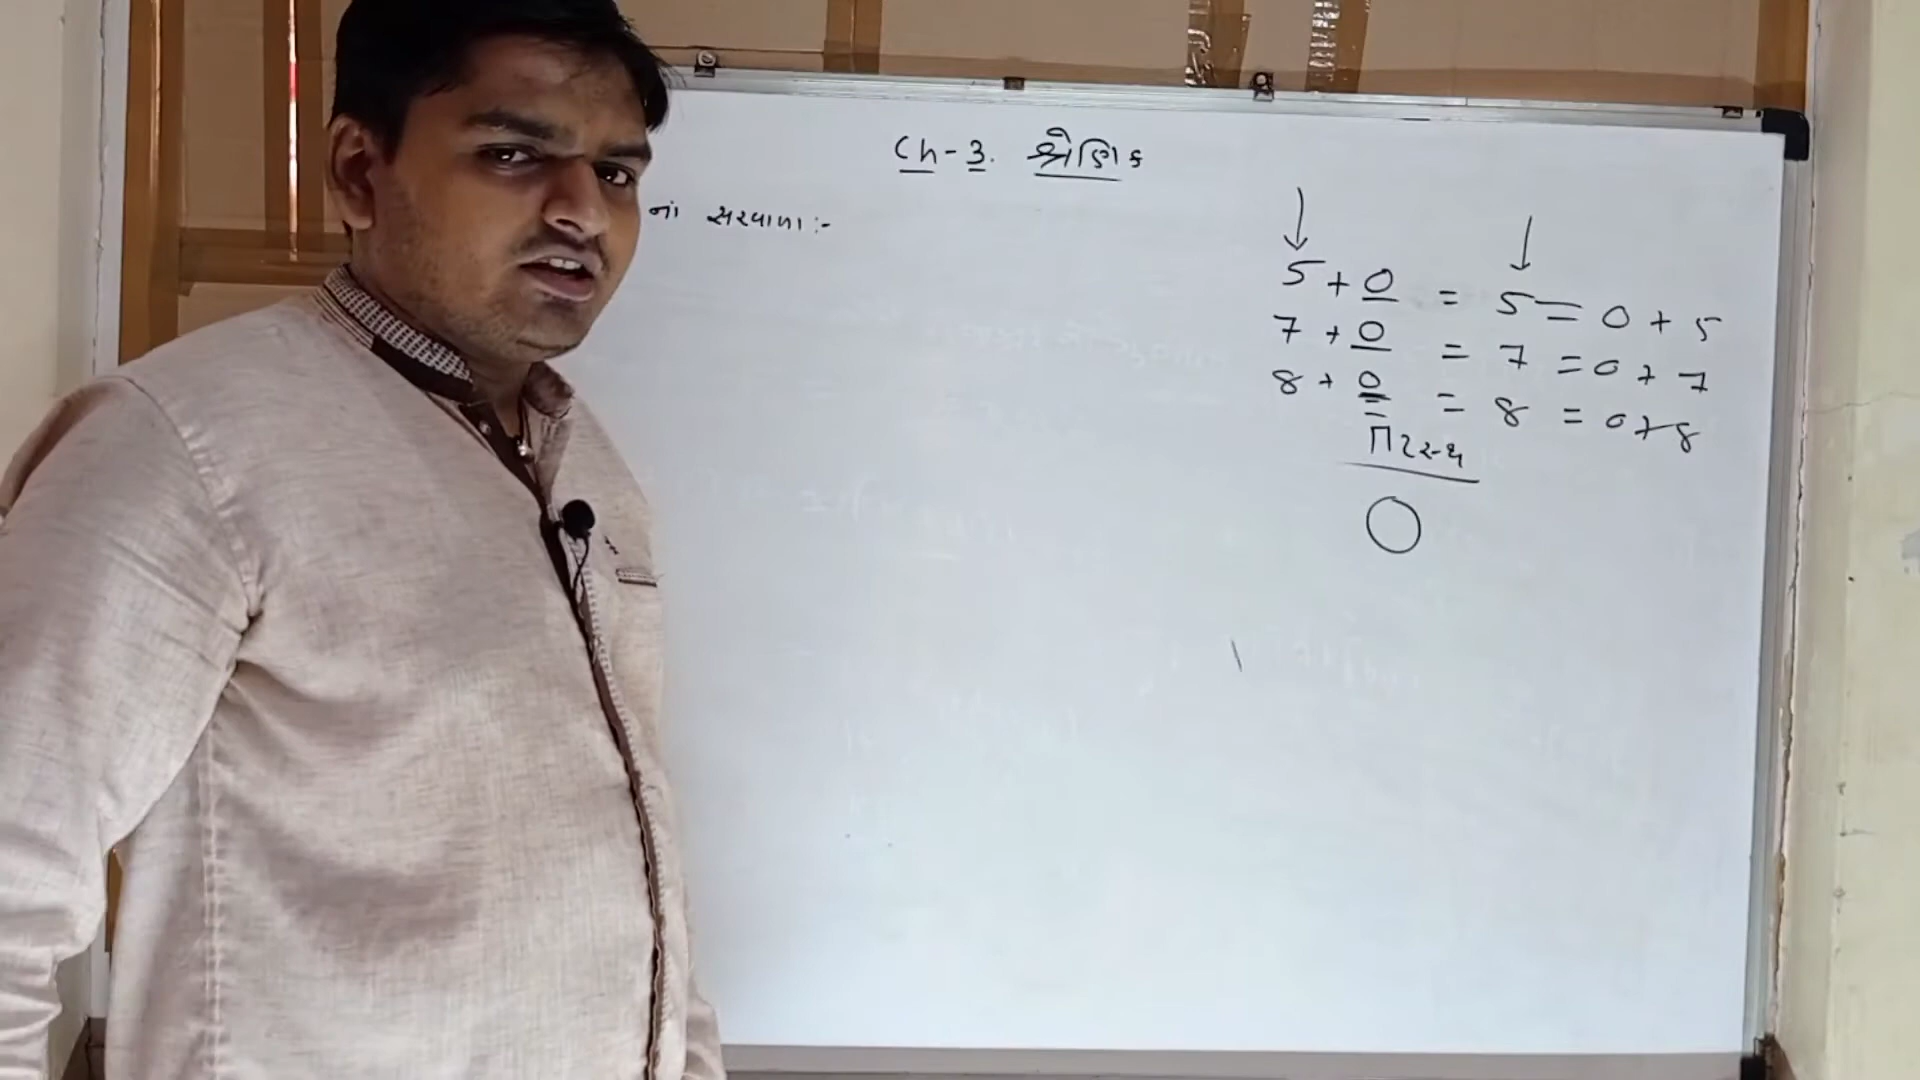 Ch-3. શ્રેણિક
નાં સરવાળા :-
5 + 0 = 5 = 0 + 5
7 + 0 = 7 = 0 + 7
8 + 0 = 8 = 0 + 8
0